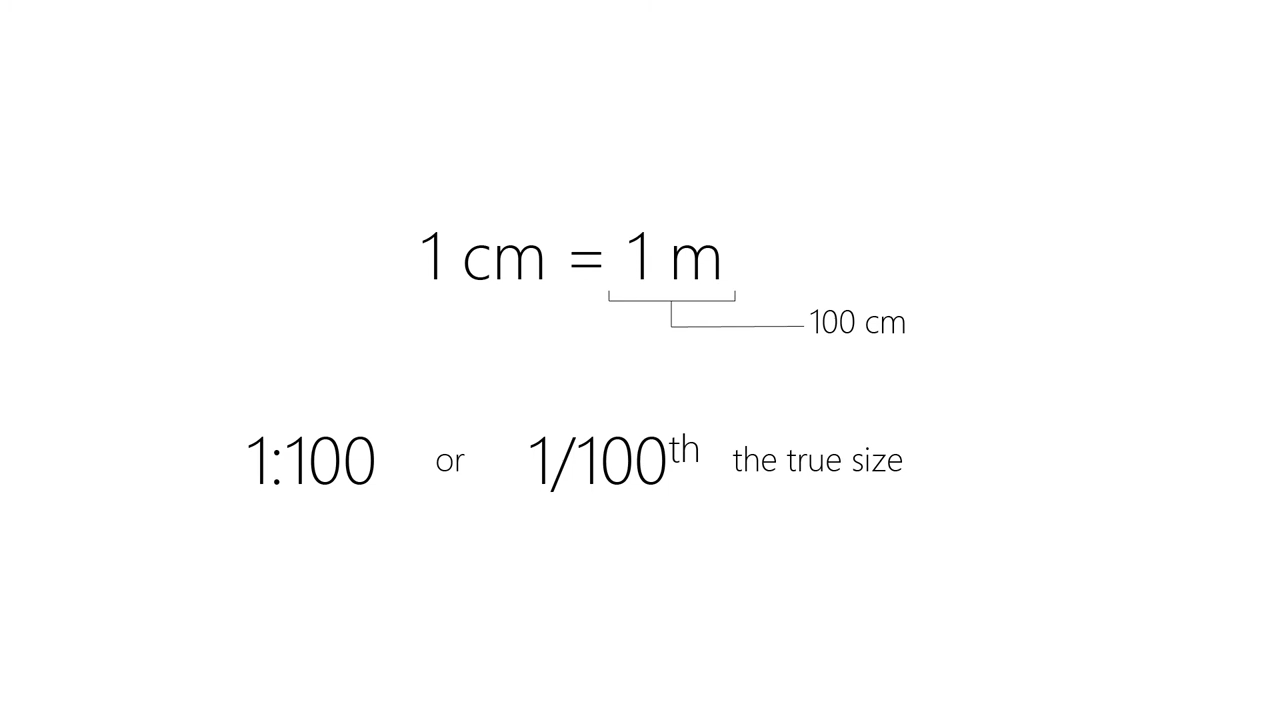 1 cm = 1 m
100 cm
1:100 or 1/100th the true size